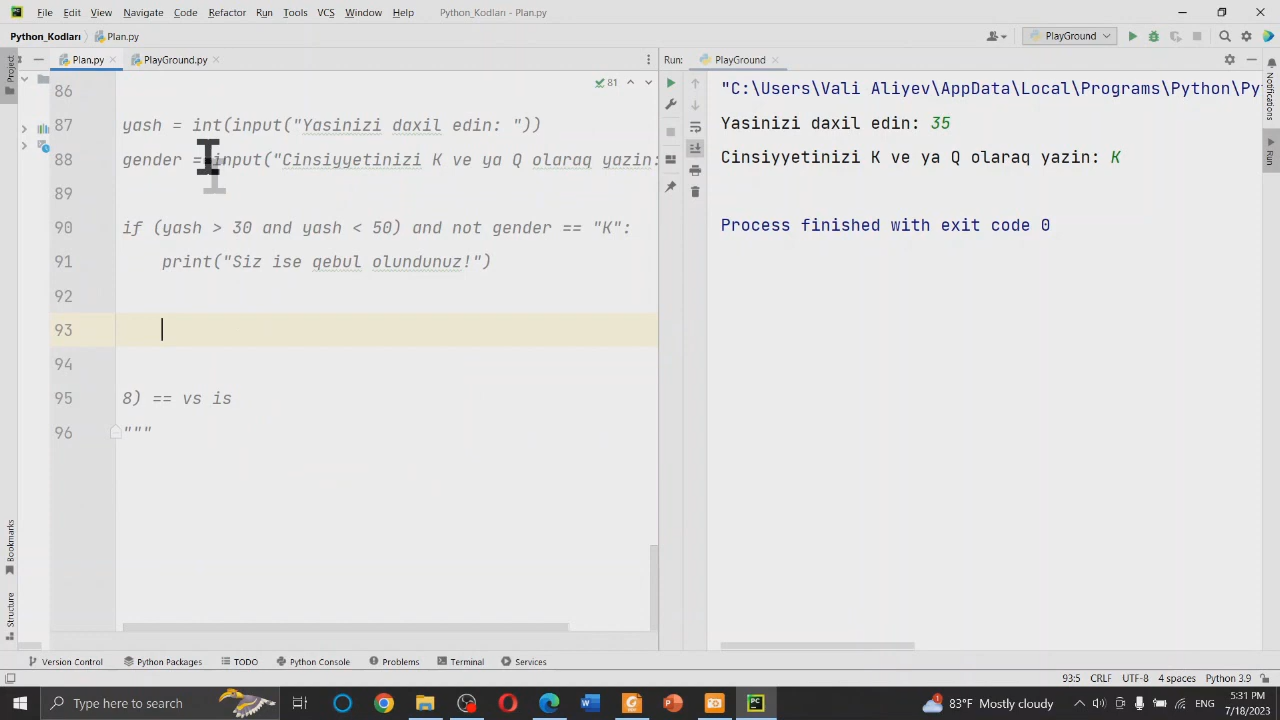 File Edit View Navigate Code Refactor Run Tools VCS Window Help Python_Kodları - Plan.py
Python_Kodları Plan.py PlayGround
Project Plan.py PlayGround.py Run: PlayGround Notifications
86 81 "C:\Users\Vali Aliyev\AppData\Local\Programs\Python\Py
87 yash = int(input("Yasinizi daxil edin: ")) Yasinizi daxil edin: 35
88 gender = input("Cinsiyyetinizi K ve ya Q olaraq yazin: Cinsiyyetinizi K ve ya Q olaraq yazin: K
Run
89
90 if (yash > 30 and yash < 50) and not gender == "K": Process finished with exit code 0
91 print("Siz ise qebul olundunuz!")
92
93
94
95 8) == vs is
96 """
Bookmarks
Structure
Version Control Python Packages TODO Python Console Problems Terminal Services
93:5 CRLF UTF-8 4 spaces Python 3.9
Type here to search 83°F Mostly cloudy ENG 5:31 PM
7/18/2023